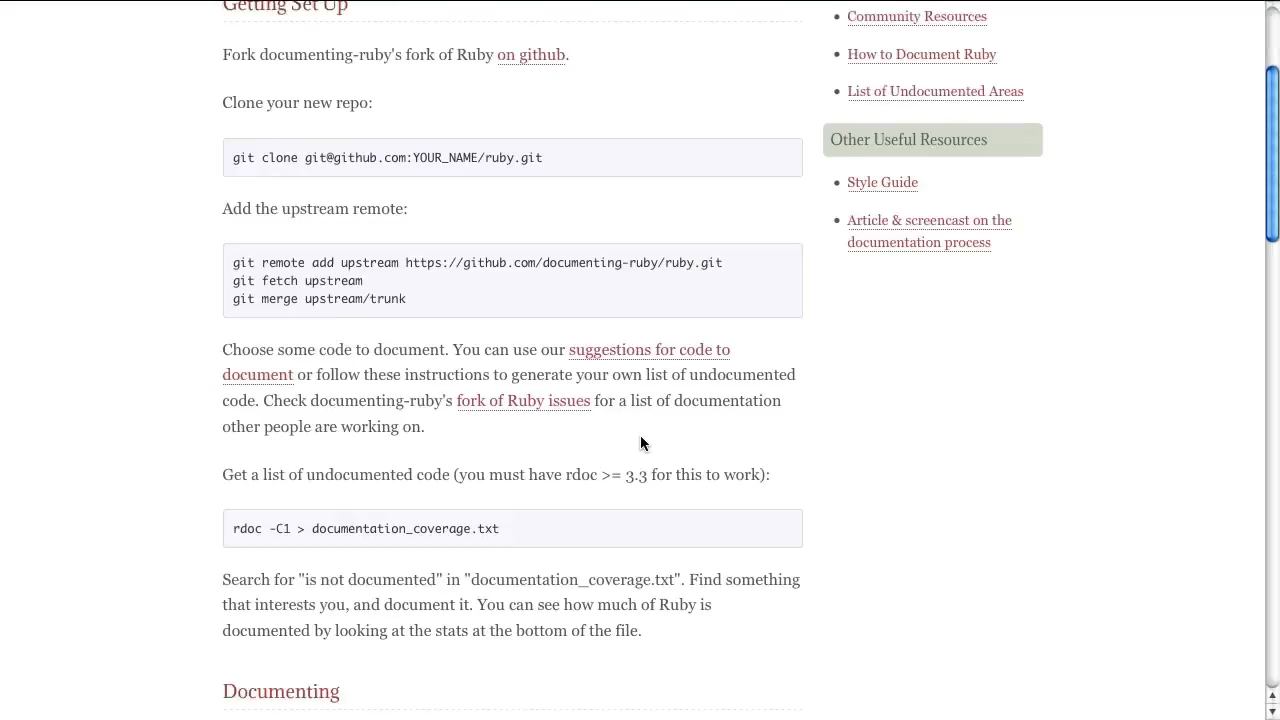 Getting Set Up
Fork documenting-ruby's fork of Ruby on github.
Clone your new repo:
git clone git@github.com:YOUR_NAME/ruby.git
Add the upstream remote:
git remote add upstream https://github.com/documenting-ruby/ruby.git
git fetch upstream
git merge upstream/trunk
Choose some code to document. You can use our suggestions for code to
document or follow these instructions to generate your own list of undocumented
code. Check documenting-ruby's fork of Ruby issues for a list of documentation
other people are working on.
Get a list of undocumented code (you must have rdoc >= 3.3 for this to work):
rdoc -C1 > documentation_coverage.txt
Search for "is not documented" in "documentation_coverage.txt". Find something
that interests you, and document it. You can see how much of Ruby is
documented by looking at the stats at the bottom of the file.
Documenting
Community Resources
How to Document Ruby
List of Undocumented Areas
Other Useful Resources
Style Guide
Article & screencast on the
documentation process